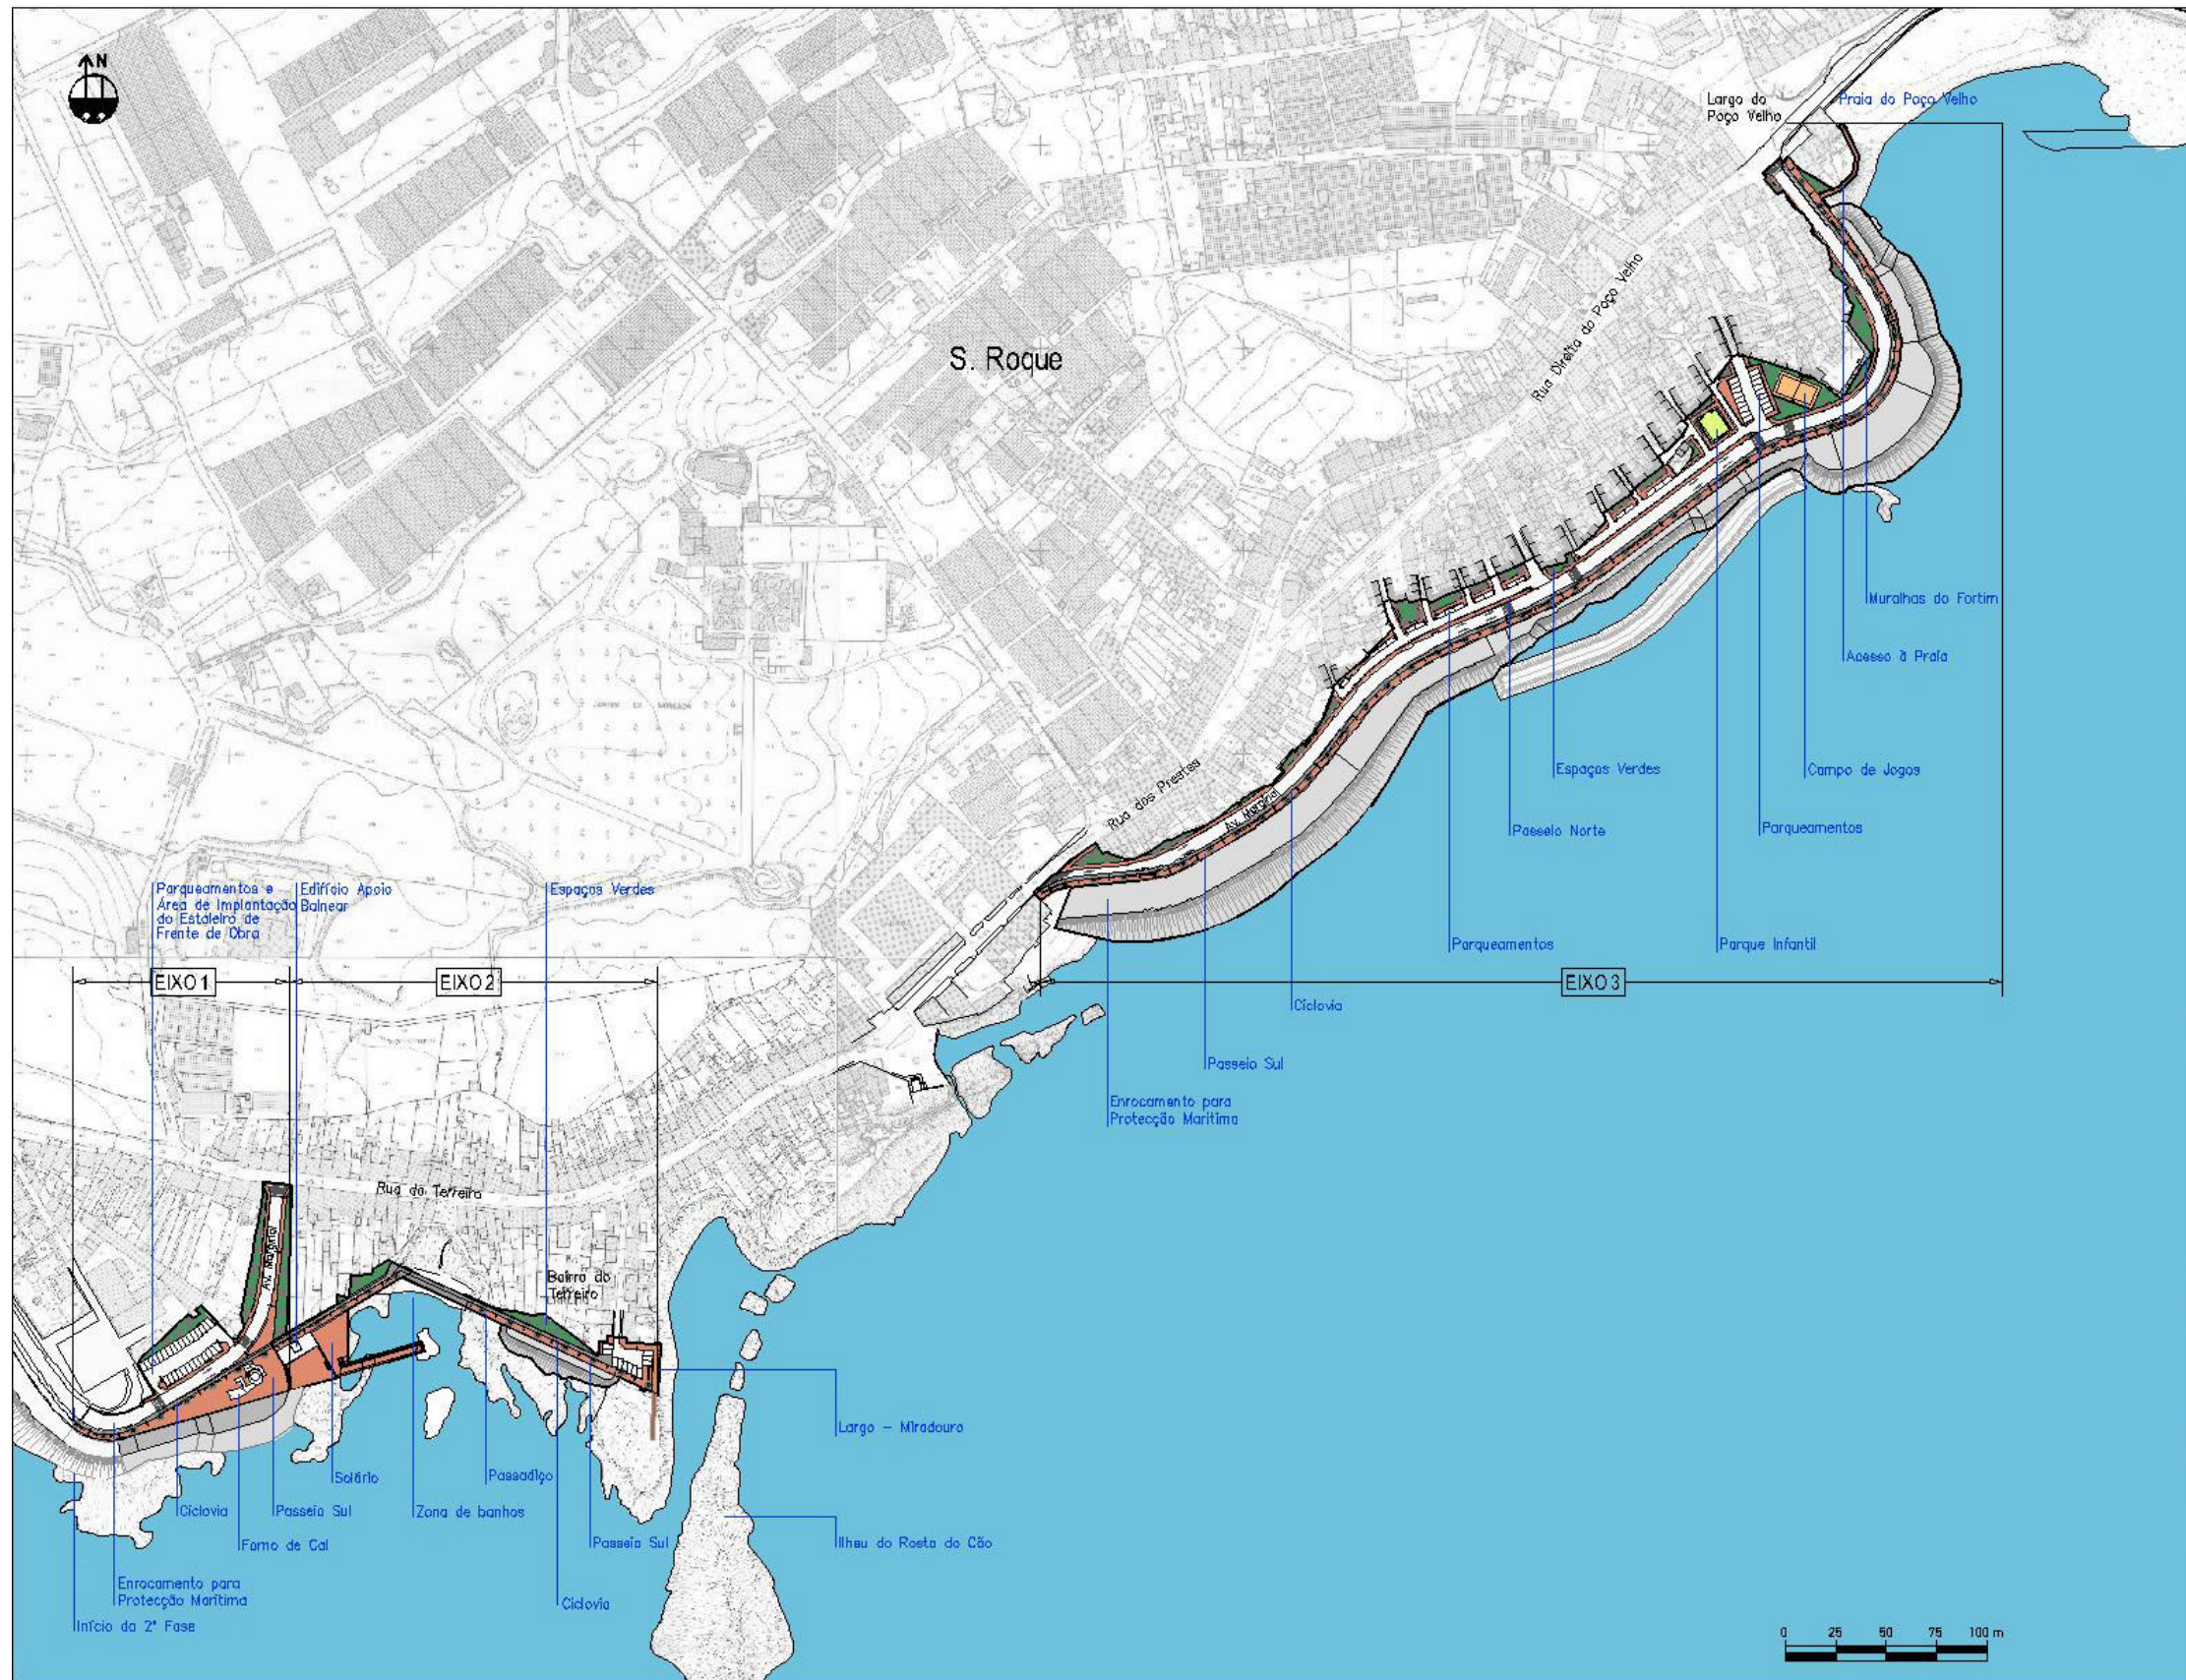 N
Largo do
Poço Velho
Praia do Poço Velho
S. Roque
Rua Direita do Poço Velho
Muralhas do Fortim
Acesso à Praia
Espaços Verdes
Campo de Jogos
Rua dos Prestes
Av. Marginal
Passeio Norte
Parqueamentos
Parqueamentos e
Área de Implantação
do Estaleiro de
Frente de Obra
Edifício Apoio
Balnear
Espaços Verdes
Parqueamentos
Parque Infantil
EIXO 1
EIXO 2
EIXO 3
Ciclovia
Passeio Sul
Enrocamento para
Protecção Marítima
Rua do Terreiro
Av. Marginal
Bairro do
Terreiro
Largo - Miradouro
Solário
Passadiço
Ciclovia
Passeio Sul
Zona de banhos
Forno de Cal
Passeio Sul
Ilheu do Rosto do Cão
Enrocamento para
Protecção Marítima
Ciclovia
Início da 2ª Fase
0 25 50 75 100 m